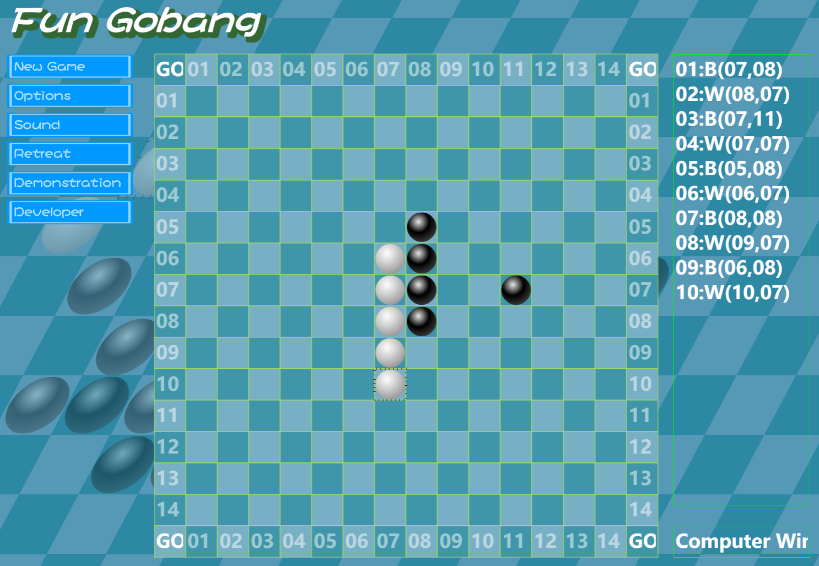 Fun Gobang
New Game
Options
Sound
Retreat
Demonstration
Developer
GO 01 02 03 04 05 06 07 08 09 10 11 12 13 14 GO
01 01
02 02
03 03
04 04
05 05
06 06
07 07
08 08
09 09
10 10
11 11
12 12
13 13
14 14
GO 01 02 03 04 05 06 07 08 09 10 11 12 13 14 GO
01:B(07,08)
02:W(08,07)
03:B(07,11)
04:W(07,07)
05:B(05,08)
06:W(06,07)
07:B(08,08)
08:W(09,07)
09:B(06,08)
10:W(10,07)
Computer Wir